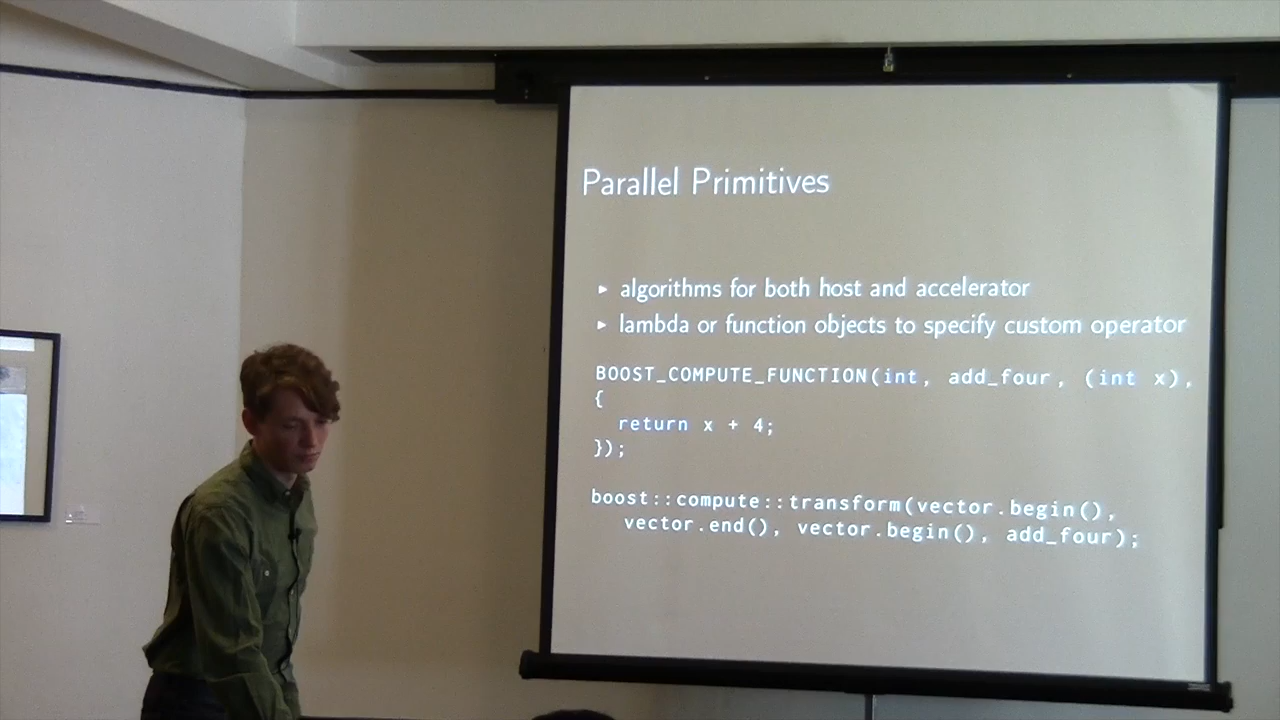 Parallel Primitives
▸ algorithms for both host and accelerator
▸ lambda or function objects to specify custom operator
BOOST_COMPUTE_FUNCTION(int, add_four, (int x),
{
  return x + 4;
});
boost::compute::transform(vector.begin(),
  vector.end(), vector.begin(), add_four);